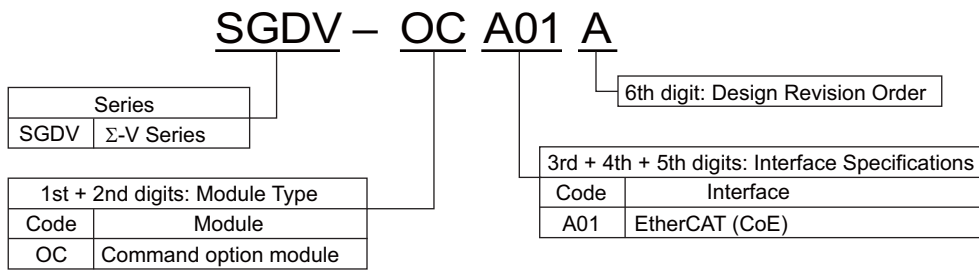 SGDV – OC A01 A
6th digit: Design Revision Order
Series
SGDV Σ-V Series
3rd + 4th + 5th digits: Interface Specifications
Code Interface
A01 EtherCAT (CoE)
1st + 2nd digits: Module Type
Code Module
OC Command option module